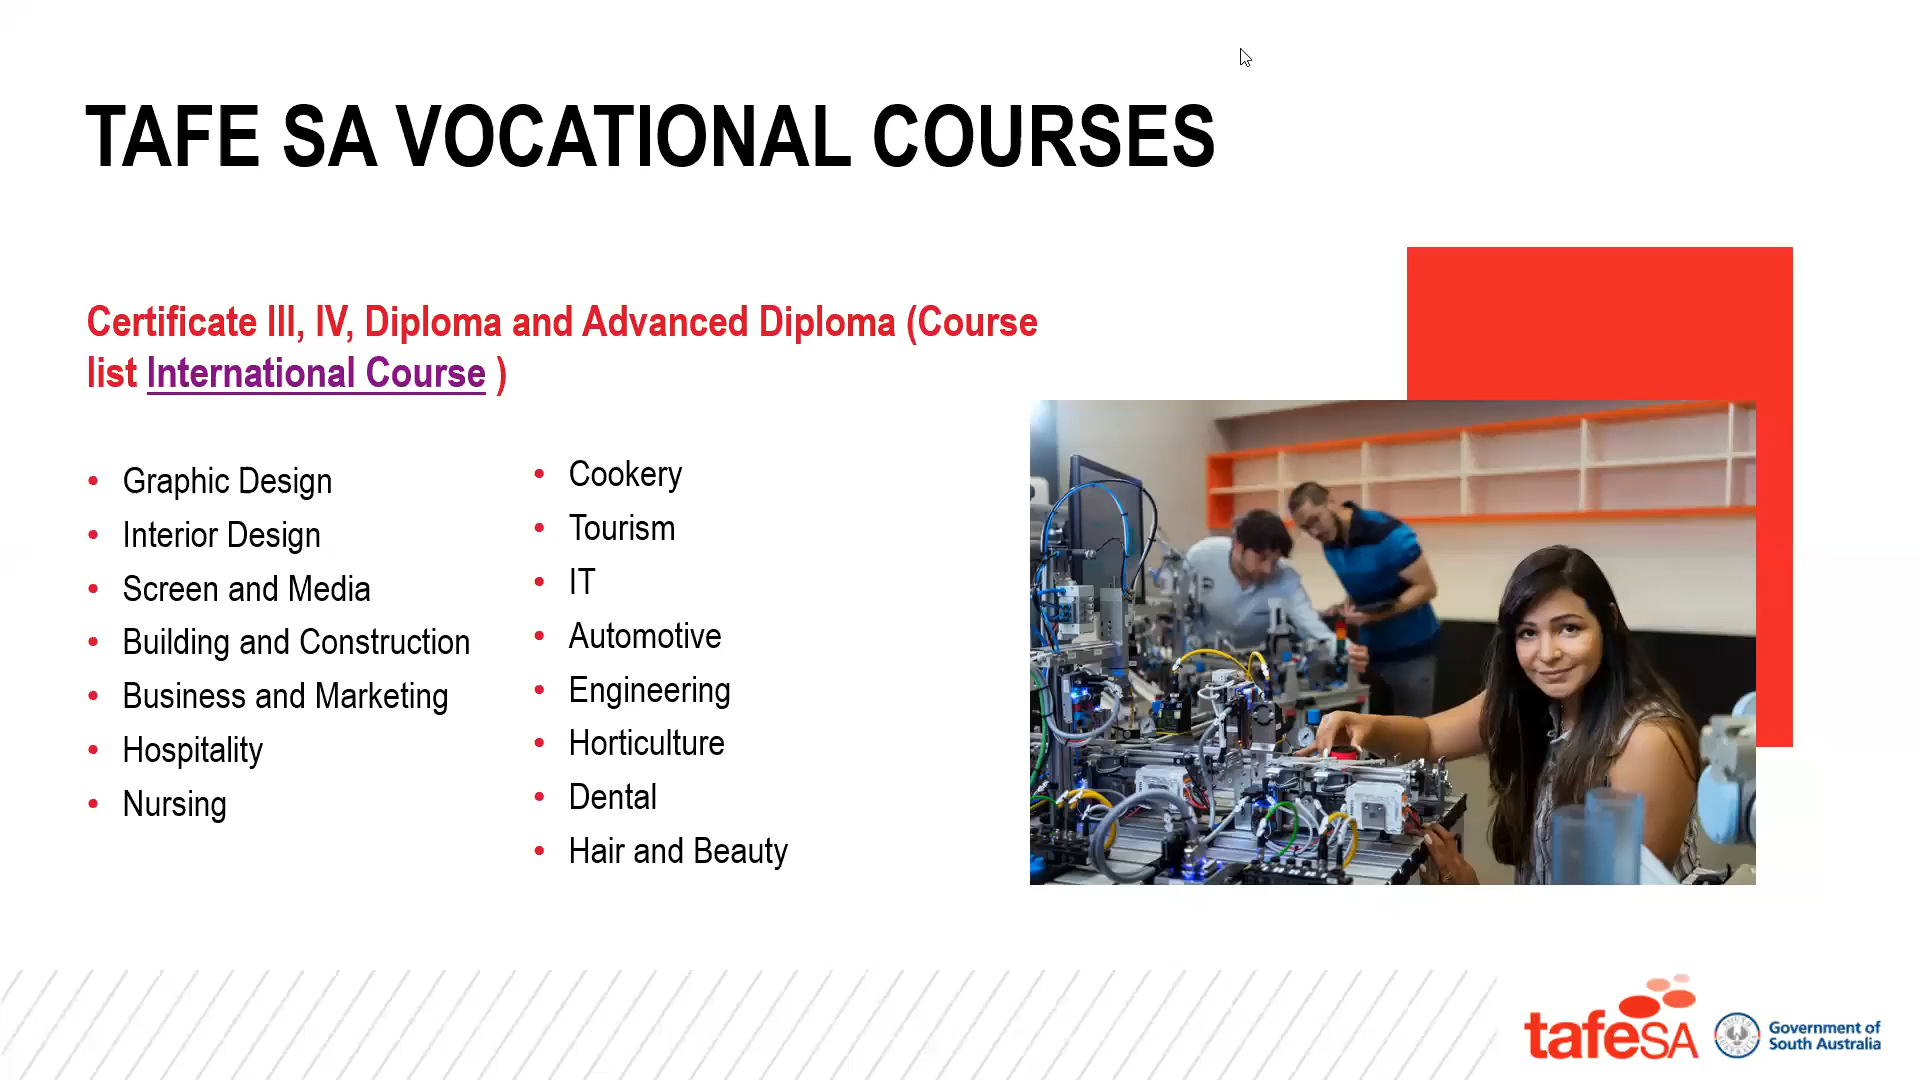 TAFE SA VOCATIONAL COURSES
Certificate III, IV, Diploma and Advanced Diploma (Course
list International Course )
• Graphic Design
• Interior Design
• Screen and Media
• Building and Construction
• Business and Marketing
• Hospitality
• Nursing
• Cookery
• Tourism
• IT
• Automotive
• Engineering
• Horticulture
• Dental
• Hair and Beauty
tafeSA
Government of
South Australia